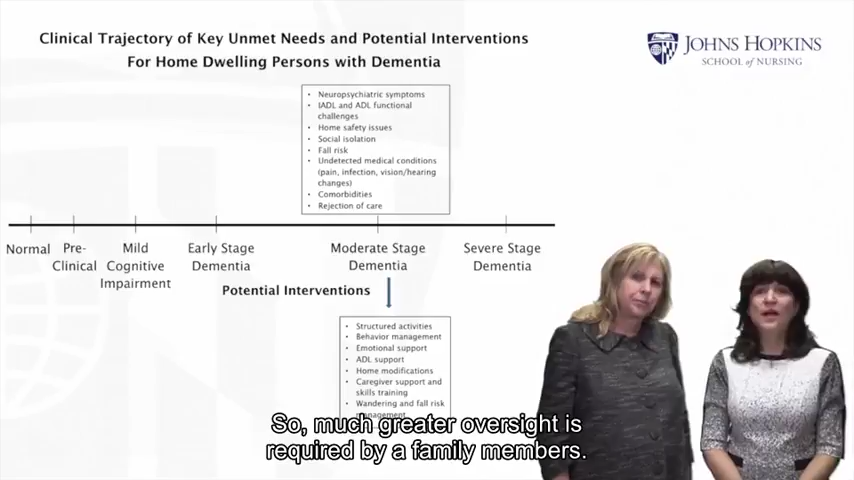 Clinical Trajectory of Key Unmet Needs and Potential Interventions
For Home Dwelling Persons with Dementia
JOHNS HOPKINS
SCHOOL of NURSING
• Neuropsychiatric symptoms
• IADL and ADL functional
challenges
• Home safety issues
• Social isolation
• Fall risk
• Undetected medical conditions
(pain, infection, vision/hearing
changes)
• Comorbidities
• Rejection of care
Normal
Pre-
Clinical
Mild
Cognitive
Impairment
Early Stage
Dementia
Moderate Stage
Dementia
Severe Stage
Dementia
Potential Interventions
• Structured activities
• Behavior management
• Emotional support
• ADL support
• Home modifications
• Caregiver support and
skills training
• Wandering and fall risk
So, much greater oversight is
required by a family members.